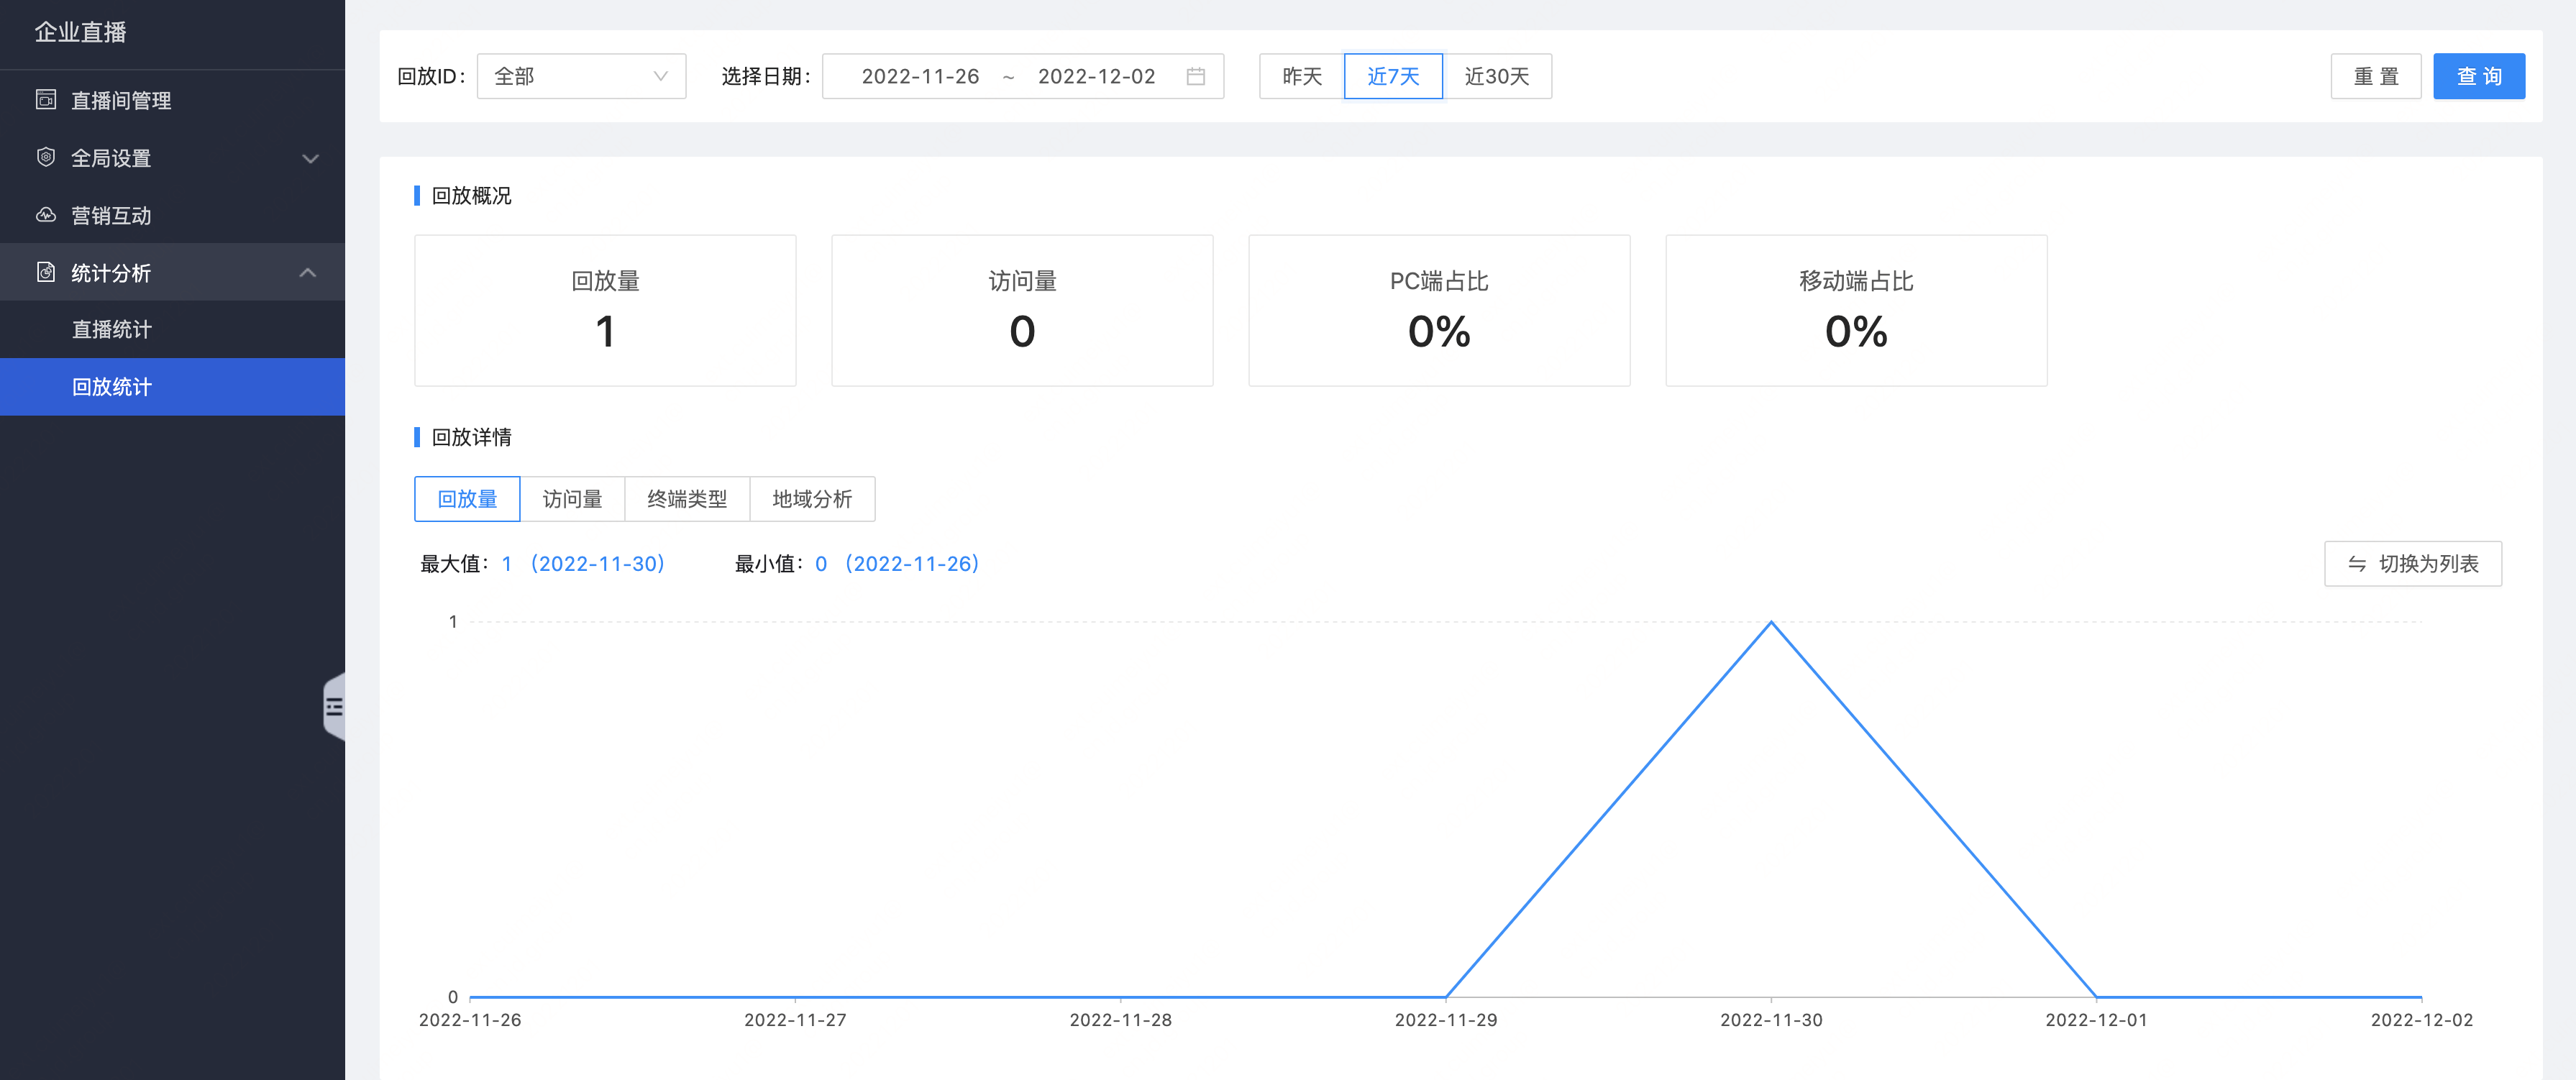 企业直播
直播间管理
全局设置
营销互动
统计分析
直播统计
回放统计
回放ID: 全部 选择日期: 2022-11-26 ~ 2022-12-02 昨天 近7天 近30天 重 置 查 询
回放概况
回放量 访问量 PC端占比 移动端占比
1 0 0% 0%
回放详情
回放量 访问量 终端类型 地域分析
最大值: 1 (2022-11-30) 最小值: 0 (2022-11-26) 切换为列表
1
0
2022-11-26 2022-11-27 2022-11-28 2022-11-29 2022-11-30 2022-12-01 2022-12-02